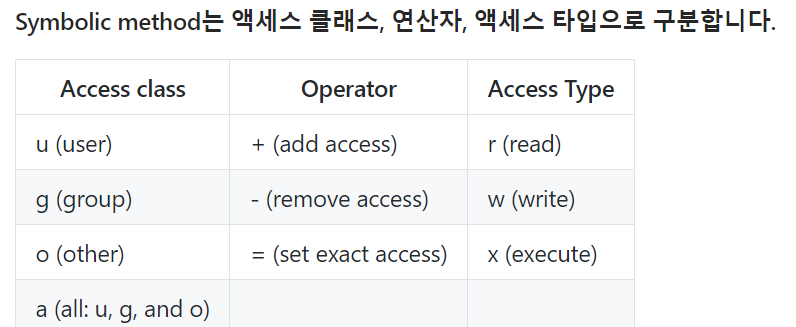 Symbolic method는 액세스 클래스, 연산자, 액세스 타입으로 구분합니다.
Access class Operator Access Type
u (user) + (add access) r (read)
g (group) - (remove access) w (write)
o (other) = (set exact access) x (execute)
a (all: u, g, and o)